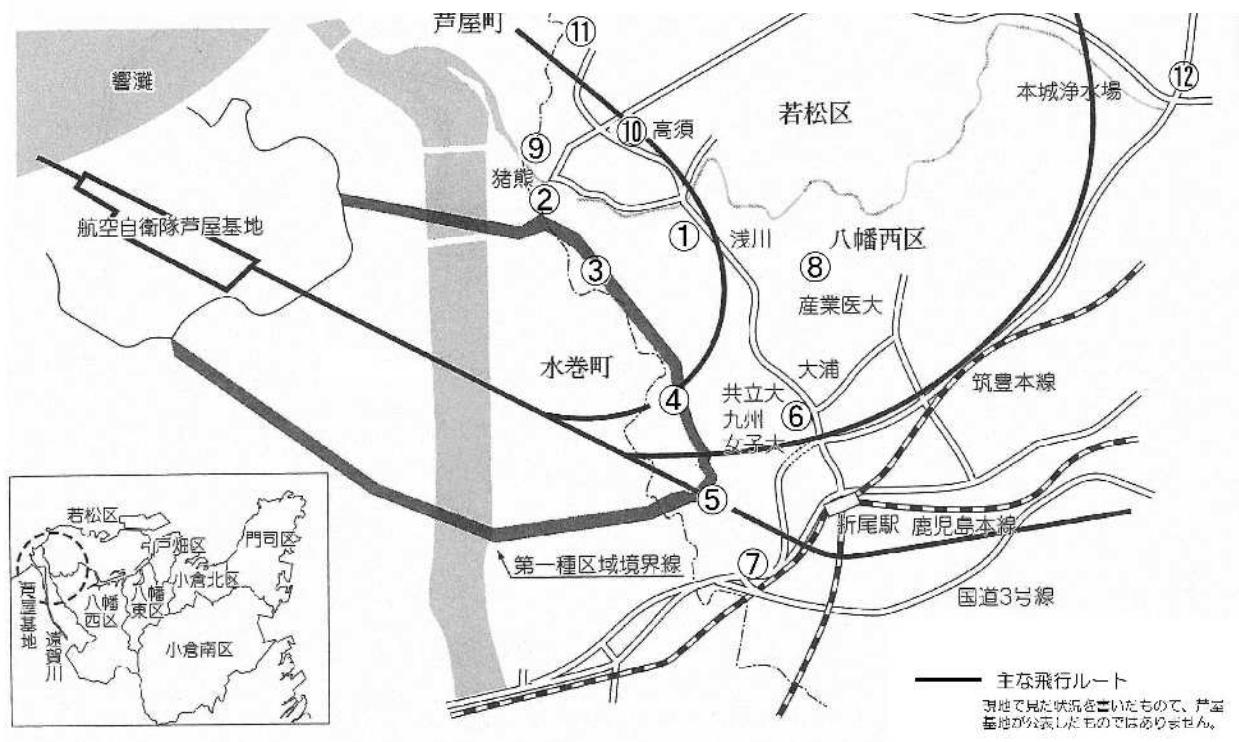 芦屋町
⑪
響灘
⑫
本城浄水場
若松区
⑩
高須
⑨
猪熊
②
航空自衛隊芦屋基地
①
浅川
八幡西区
⑧
③
産業医大
水巻町
大浦
筑豊本線
④
共立大
九州
女子大
⑥
⑤
折尾駅
鹿児島本線
第一種区域境界線
⑦
国道3号線
若松区
戸畑区
門司区
小倉北区
八幡
西区
八幡
東区
芦屋基地
遠賀川
小倉南区
主な飛行ルート
現地で見た状況を書いたもので、芦屋
基地が公表したものではありません。